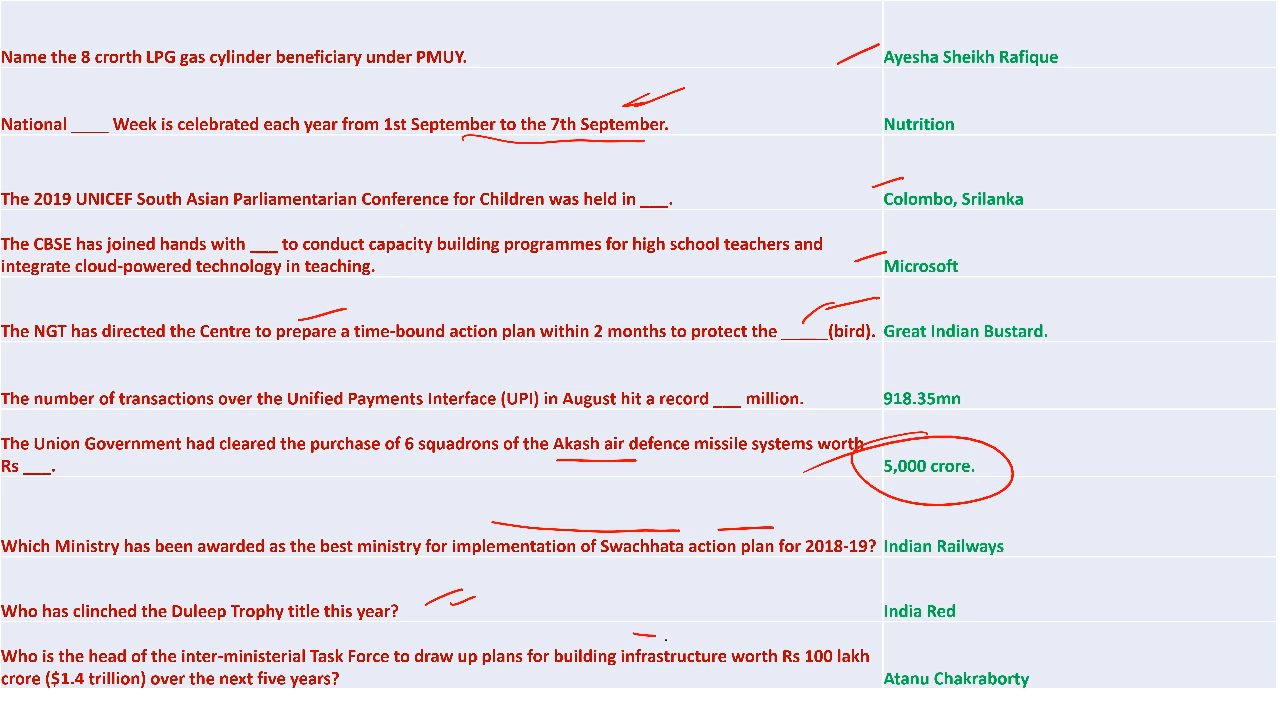 Name the 8 crorth LPG gas cylinder beneficiary under PMUY. Ayesha Sheikh Rafique
National ____ Week is celebrated each year from 1st September to the 7th September. Nutrition
The 2019 UNICEF South Asian Parliamentarian Conference for Children was held in ___. Colombo, Srilanka
The CBSE has joined hands with ___ to conduct capacity building programmes for high school teachers and
integrate cloud-powered technology in teaching. Microsoft
The NGT has directed the Centre to prepare a time-bound action plan within 2 months to protect the _____(bird). Great Indian Bustard.
The number of transactions over the Unified Payments Interface (UPI) in August hit a record ___ million. 918.35mn
The Union Government had cleared the purchase of 6 squadrons of the Akash air defence missile systems worth
Rs ___. 5,000 crore.
Which Ministry has been awarded as the best ministry for implementation of Swachhata action plan for 2018-19? Indian Railways
Who has clinched the Duleep Trophy title this year? India Red
Who is the head of the inter-ministerial Task Force to draw up plans for building infrastructure worth Rs 100 lakh
crore ($1.4 trillion) over the next five years? Atanu Chakraborty